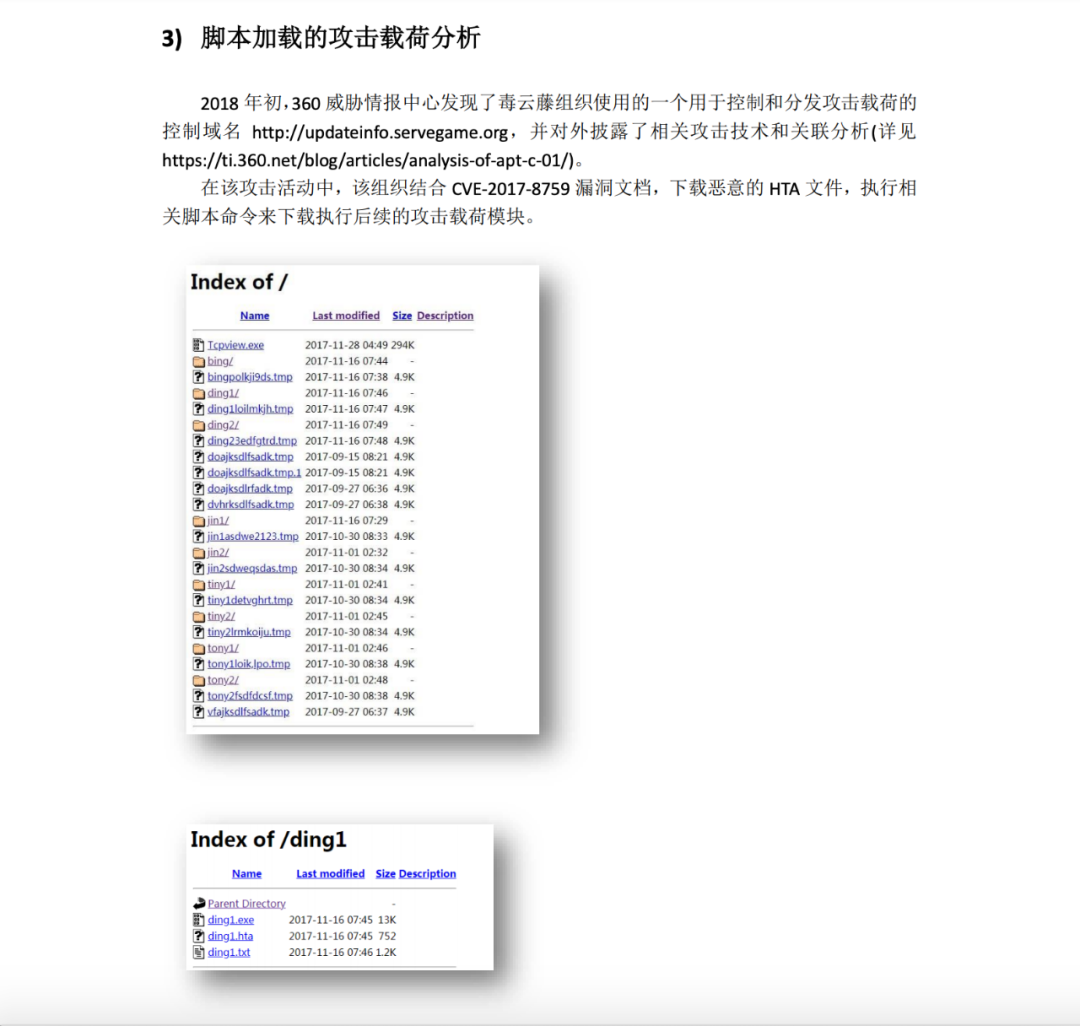 3) 脚本加载的攻击载荷分析
2018 年初,360 威胁情报中心发现了毒云藤组织使用的一个用于控制和分发攻击载荷的
控制域名 http://updateinfo.servegame.org，并对外披露了相关攻击技术和关联分析(详见
https://ti.360.net/blog/articles/analysis-of-apt-c-01/)。
在该攻击活动中，该组织结合 CVE-2017-8759 漏洞文档，下载恶意的 HTA 文件，执行相
关脚本命令来下载执行后续的攻击载荷模块。
Index of /
Name Last modified Size Description
Tcpview.exe 2017-11-28 04:49 294K
bing/ 2017-11-16 07:44 -
bingpolkji9ds.tmp 2017-11-16 07:38 4.9K
ding1/ 2017-11-16 07:46 -
ding1loilmkjh.tmp 2017-11-16 07:47 4.9K
ding2/ 2017-11-16 07:49 -
ding23edfgtrd.tmp 2017-11-16 07:48 4.9K
doajksdlfsadk.tmp 2017-09-15 08:21 4.9K
doajksdlfsadk.tmp.1 2017-09-15 08:21 4.9K
doajksdlrfadk.tmp 2017-09-27 06:36 4.9K
dvhrksdlfsadk.tmp 2017-09-27 06:38 4.9K
jin1/ 2017-11-16 07:29 -
jin1asdwe2123.tmp 2017-10-30 08:33 4.9K
jin2/ 2017-11-01 02:32 -
jin2sdweqsdas.tmp 2017-10-30 08:34 4.9K
tiny1/ 2017-11-01 02:41 -
tiny1detvghrt.tmp 2017-10-30 08:34 4.9K
tiny2/ 2017-11-01 02:45 -
tiny2lrmkoiju.tmp 2017-10-30 08:34 4.9K
tony1/ 2017-11-01 02:46 -
tony1loik,lpo.tmp 2017-10-30 08:38 4.9K
tony2/ 2017-11-01 02:48 -
tony2fsdfdcsf.tmp 2017-10-30 08:38 4.9K
vfajksdlfsadk.tmp 2017-09-27 06:37 4.9K
Index of /ding1
Name Last modified Size Description
Parent Directory -
ding1.exe 2017-11-16 07:45 13K
ding1.hta 2017-11-16 07:45 752
ding1.txt 2017-11-16 07:46 1.2K